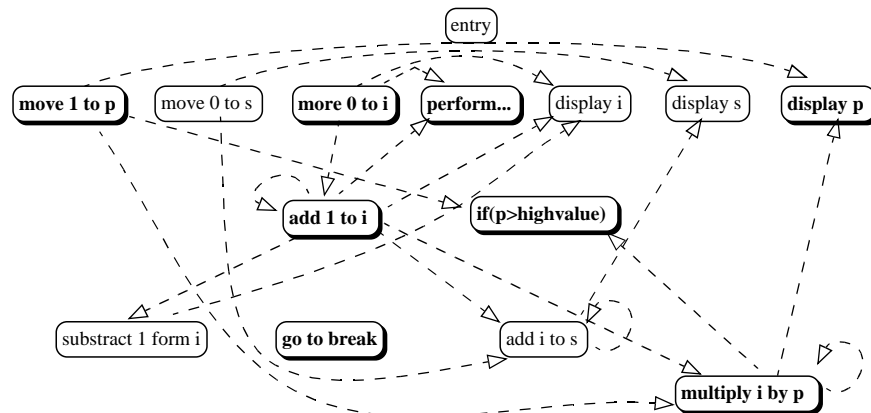 entry
move 1 to p
move 0 to s
more 0 to i
perform...
display i
display s
display p
add 1 to i
if(p>highvalue)
substract 1 form i
go to break
add i to s
multiply i by p